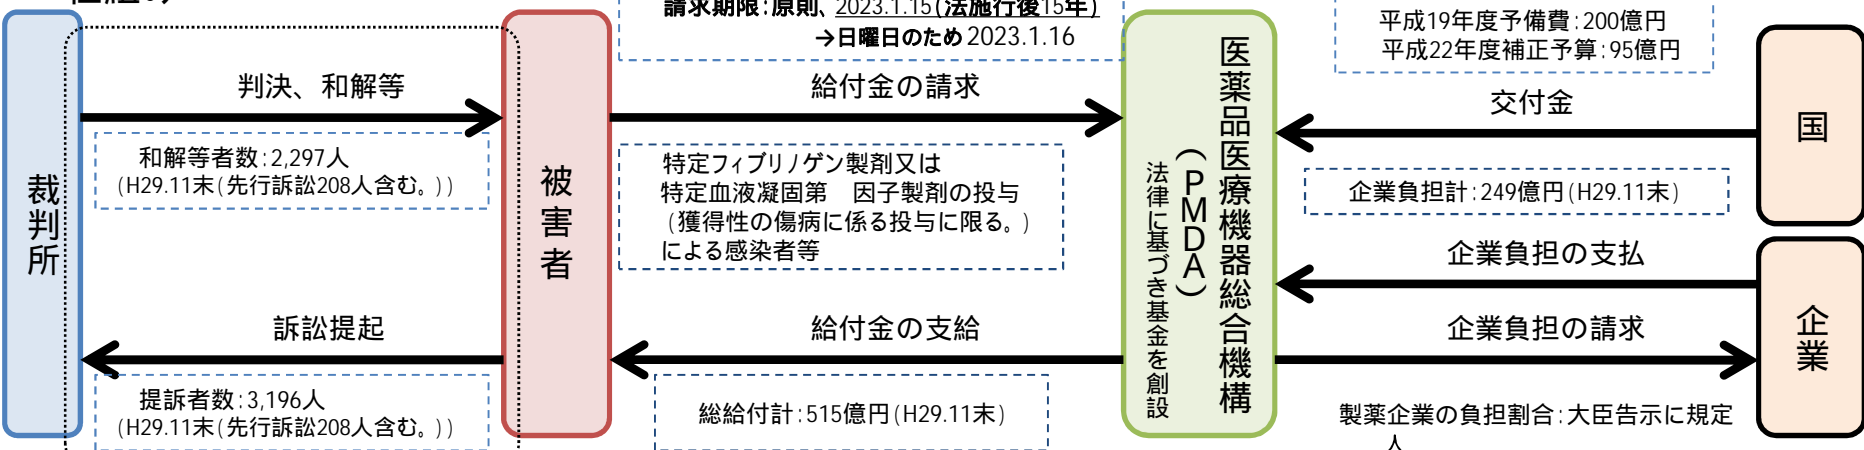 請求期限:原則、2023.1.15(法施行後15年)
→日曜日のため2023.1.16
平成19年度予備費:200億円
平成22年度補正予算:95億円
裁判所
判決、和解等
和解等者数:2,297人
(H29.11末(先行訴訟208人含む。))
訴訟提起
提訴者数:3,196人
(H29.11末(先行訴訟208人含む。))
被害者
給付金の請求
特定フィブリノゲン製剤又は
特定血液凝固第 因子製剤の投与
(獲得性の傷病に係る投与に限る。)
による感染者等
給付金の支給
総給付計:515億円(H29.11末)
医薬品医療機器総合機構
(PMDA)
法律に基づき基金を創設
交付金
企業負担計:249億円(H29.11末)
国
企業負担の支払
企業負担の請求
企業
製薬企業の負担割合:大臣告示に規定